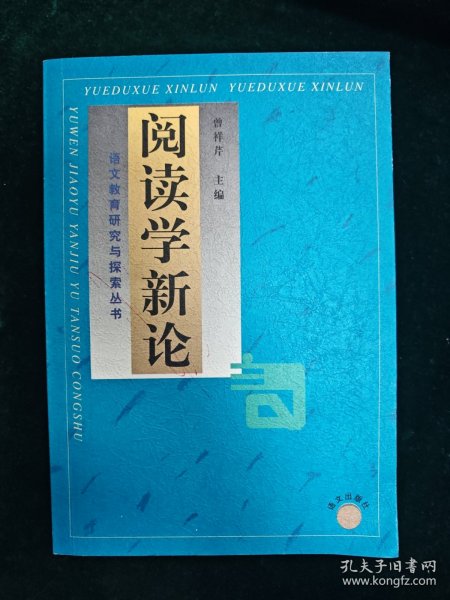 YUEDUXUE XINLUN YUEDUXUE XINLUN
YUWEN JIAOYU YANJIU YU TANSUO CONGSHU
曾祥芹 主编
阅读学新论
语文教育研究与探索丛书
语文出版社
孔夫子旧书网
www.kongfz.com